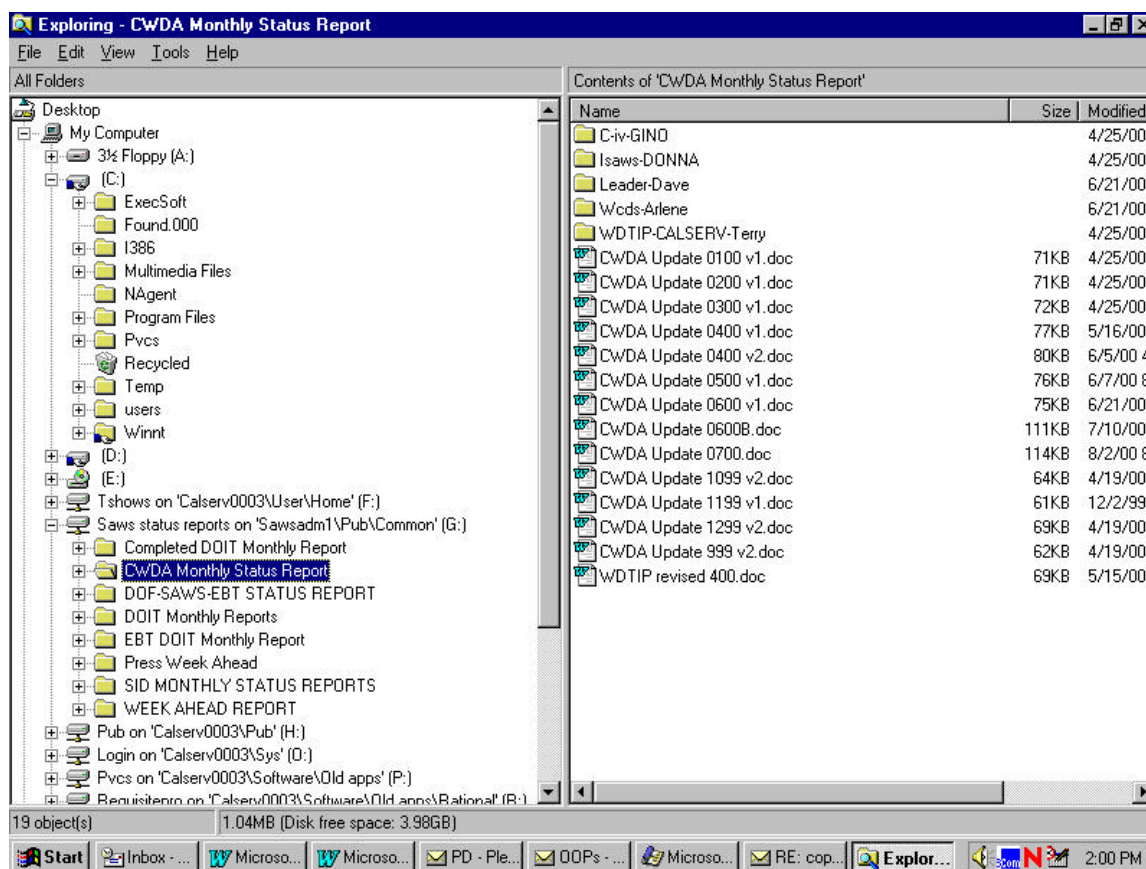 Exploring - CWDA Monthly Status Report
File Edit View Tools Help
All Folders
Contents of 'CWDA Monthly Status Report'
Desktop
My Computer
3½ Floppy (A:)
(C:)
ExecSoft
Found.000
I386
Multimedia Files
NAgent
Program Files
Pvcs
Recycled
Temp
users
Winnt
(D:)
(E:)
Tshows on 'Calserv0003\User\Home' (F:)
Saws status reports on 'Sawsadm1\Pub\Common' (G:)
Completed DOIT Monthly Report
CWDA Monthly Status Report
DOF-SAWS-EBT STATUS REPORT
DOIT Monthly Reports
EBT DOIT Monthly Report
Press Week Ahead
SID MONTHLY STATUS REPORTS
WEEK AHEAD REPORT
Pub on 'Calserv0003\Pub' (H:)
Login on 'Calserv0003\Sys' (O:)
Pvcs on 'Calserv0003\Software\Old apps' (P:)
Requisitepro on 'Calserv0003\Software\Old apps\Rational' (R:)
Name Size Modified
C-iv-GINO 4/25/00
Isaws-DONNA 4/25/00
Leader-Dave 6/21/00
Wcds-Arlene 6/21/00
WDTIP-CALSERV-Terry 4/25/00
CWDA Update 0100 v1.doc 71KB 4/25/00
CWDA Update 0200 v1.doc 71KB 4/25/00
CWDA Update 0300 v1.doc 72KB 4/25/00
CWDA Update 0400 v1.doc 77KB 5/16/00
CWDA Update 0400 v2.doc 80KB 6/5/00 4
CWDA Update 0500 v1.doc 76KB 6/7/00 8
CWDA Update 0600 v1.doc 75KB 6/21/00
CWDA Update 0600B.doc 111KB 7/10/00
CWDA Update 0700.doc 114KB 8/2/00 8
CWDA Update 1099 v2.doc 64KB 4/19/00
CWDA Update 1199 v1.doc 61KB 12/2/99
CWDA Update 1299 v2.doc 69KB 4/19/00
CWDA Update 999 v2.doc 62KB 4/19/00
WDTIP revised 400.doc 69KB 5/15/00
19 object(s) 1.04MB (Disk free space: 3.98GB)
Start Inbox - ... Microso... Microso... PD - Ple... OOPs - ... Microso... RE: cop... Explor... 3Com N 2:00 PM